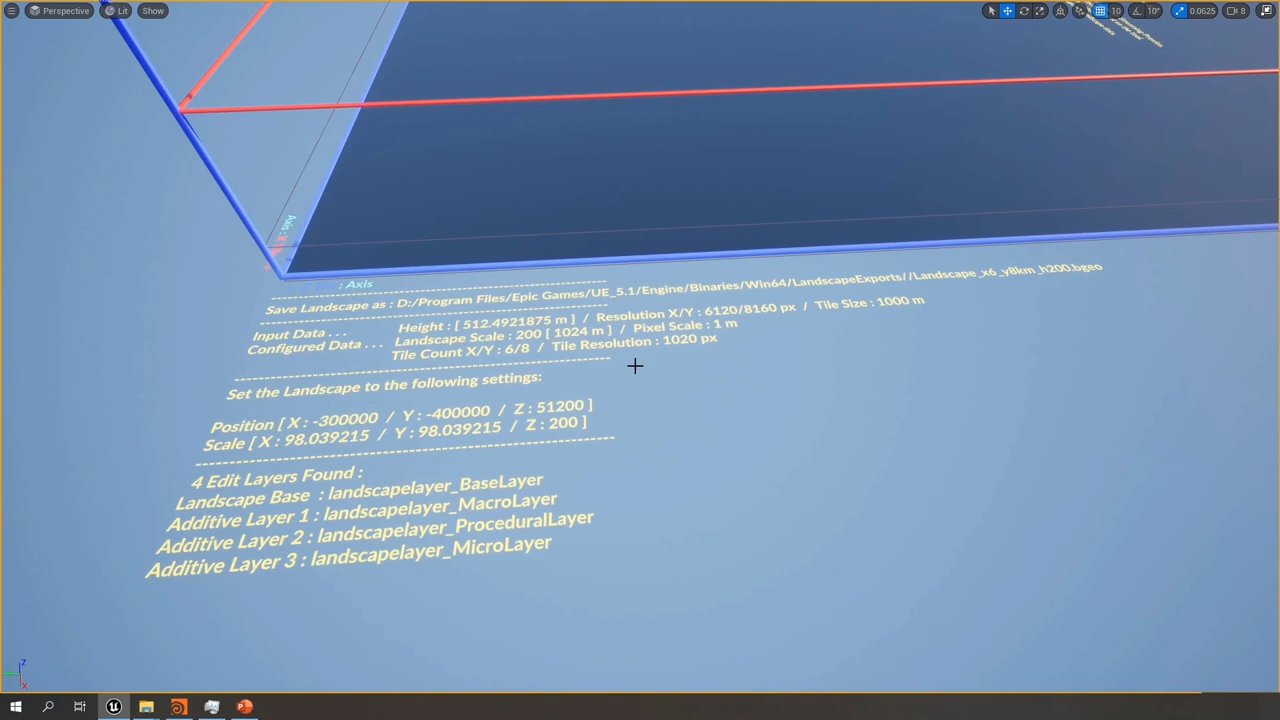 Perspective
Lit
Show
10
10°
0.0625
8
Axis : X
: Axis
Save Landscape as : D:/Program Files/Epic Games/UE_5.1/Engine/Binaries/Win64/LandscapeExports//Landscape_x6_y8km_h200.bgeo
Input Data . . . Height : [ 512.4921875 m ] / Resolution X/Y : 6120/8160 px / Tile Size : 1000 m
Configured Data . . . Landscape Scale : 200 [ 1024 m ] / Pixel Scale : 1 m
Tile Count X/Y : 6/8 / Tile Resolution : 1020 px
Set the Landscape to the following settings:
Position [ X : -300000 / Y : -400000 / Z : 51200 ]
Scale [ X : 98.039215 / Y : 98.039215 / Z : 200 ]
4 Edit Layers Found :
Landscape Base : landscapelayer_BaseLayer
Additive Layer 1 : landscapelayer_MacroLayer
Additive Layer 2 : landscapelayer_ProceduralLayer
Additive Layer 3 : landscapelayer_MicroLayer
Z
X